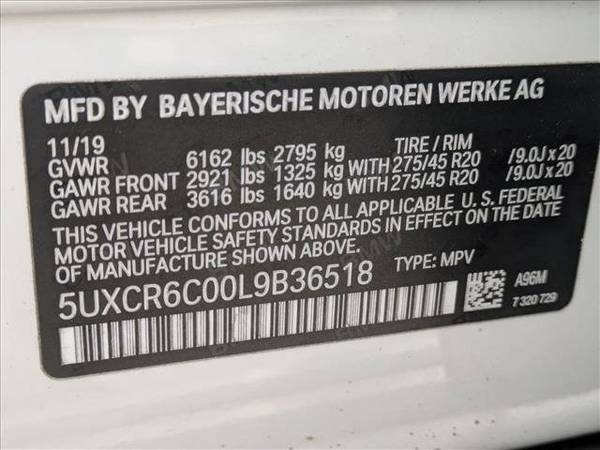 MFD BY BAYERISCHE MOTOREN WERKE AG
11/19 TIRE / RIM
GVWR 6162 lbs 2795 kg
GAWR FRONT 2921 lbs 1325 kg WITH 275/45 R20 /9.0J x 20
GAWR REAR 3616 lbs 1640 kg WITH 275/45 R20 /9.0J x 20
THIS VEHICLE CONFORMS TO ALL APPLICABLE U. S. FEDERAL
MOTOR VEHICLE SAFETY STANDARDS IN EFFECT ON THE DATE
OF MANUFACTURE SHOWN ABOVE.
5UXCR6C00L9B36518 TYPE: MPV
A96M
7 320 729